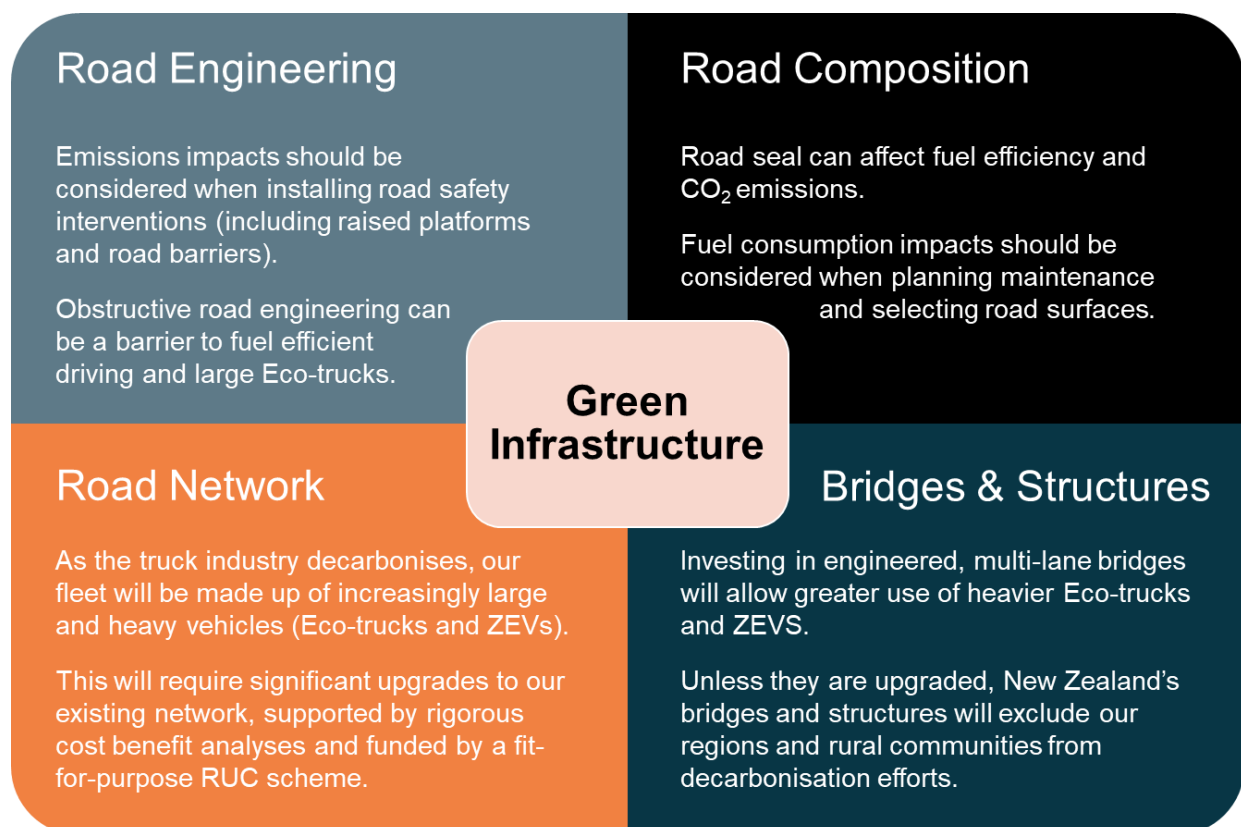 Road Engineering
Emissions impacts should be
considered when installing road safety
interventions (including raised platforms
and road barriers).
Obstructive road engineering can
be a barrier to fuel efficient
driving and large Eco-trucks.
Road Composition
Road seal can affect fuel efficiency and
CO₂ emissions.
Fuel consumption impacts should be
considered when planning maintenance
and selecting road surfaces.
Green
Infrastructure
Road Network
As the truck industry decarbonises, our
fleet will be made up of increasingly large
and heavy vehicles (Eco-trucks and ZEVs).
This will require significant upgrades to our
existing network, supported by rigorous
cost benefit analyses and funded by a fit-
for-purpose RUC scheme.
Bridges & Structures
Investing in engineered, multi-lane bridges
will allow greater use of heavier Eco-trucks
and ZEVS.
Unless they are upgraded, New Zealand's
bridges and structures will exclude our
regions and rural communities from
decarbonisation efforts.